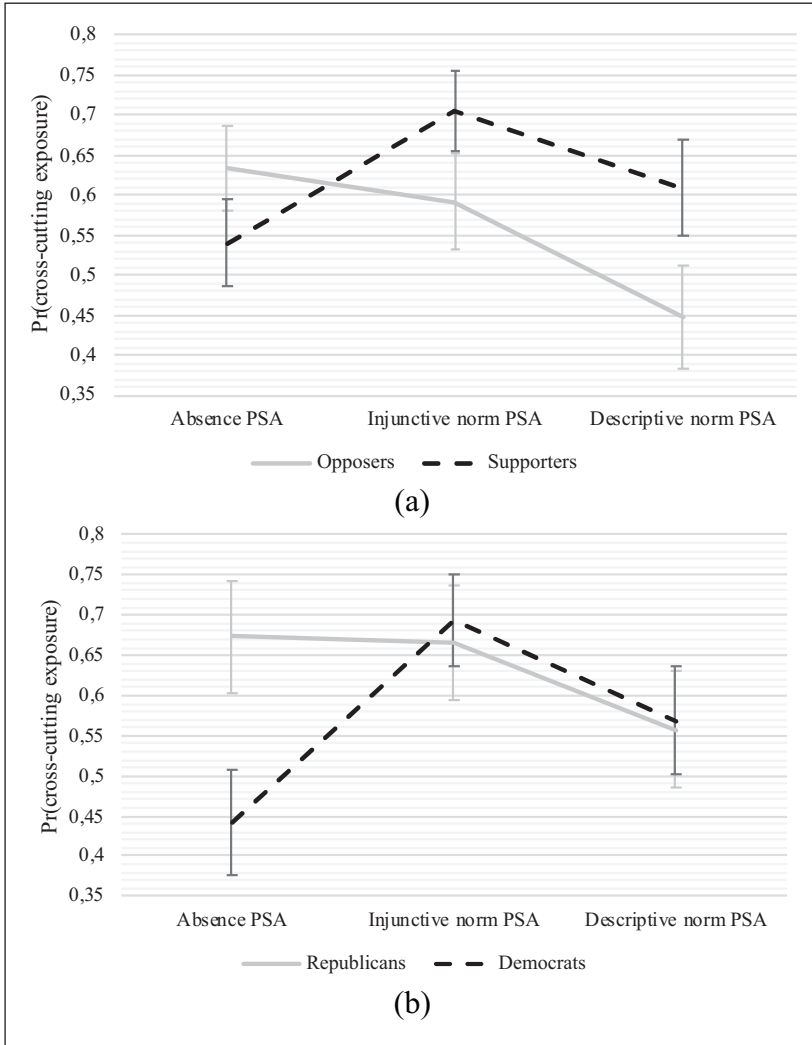 0,8
0,75
0,7
0,65
0,6
0,55
0,5
0,45
0,4
0,35
Pr(cross-cutting exposure)
Absence PSA Injunctive norm PSA Descriptive norm PSA
Opposers Supporters
(a)
0,8
0,75
0,7
0,65
0,6
0,55
0,5
0,45
0,4
0,35
Pr(cross-cutting exposure)
Absence PSA Injunctive norm PSA Descriptive norm PSA
Republicans Democrats
(b)